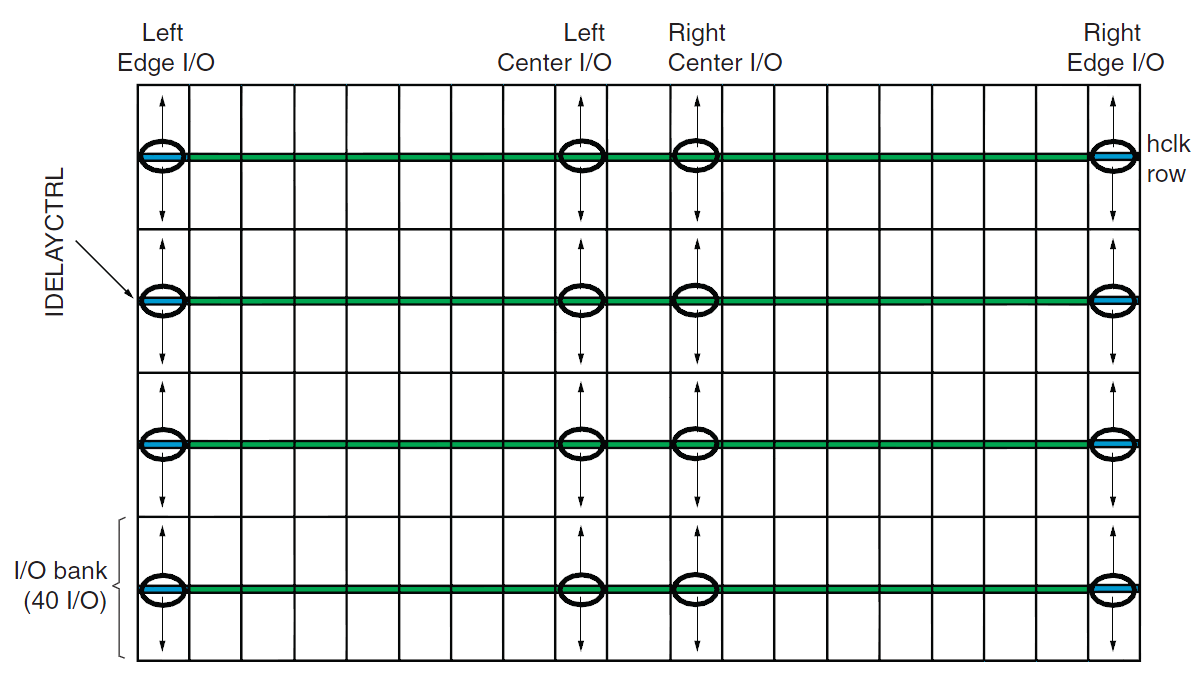 Left
Edge I/O
Left
Center I/O
Right
Center I/O
Right
Edge I/O
hclk
row
IDELAYCTRL
I/O bank
(40 I/O)